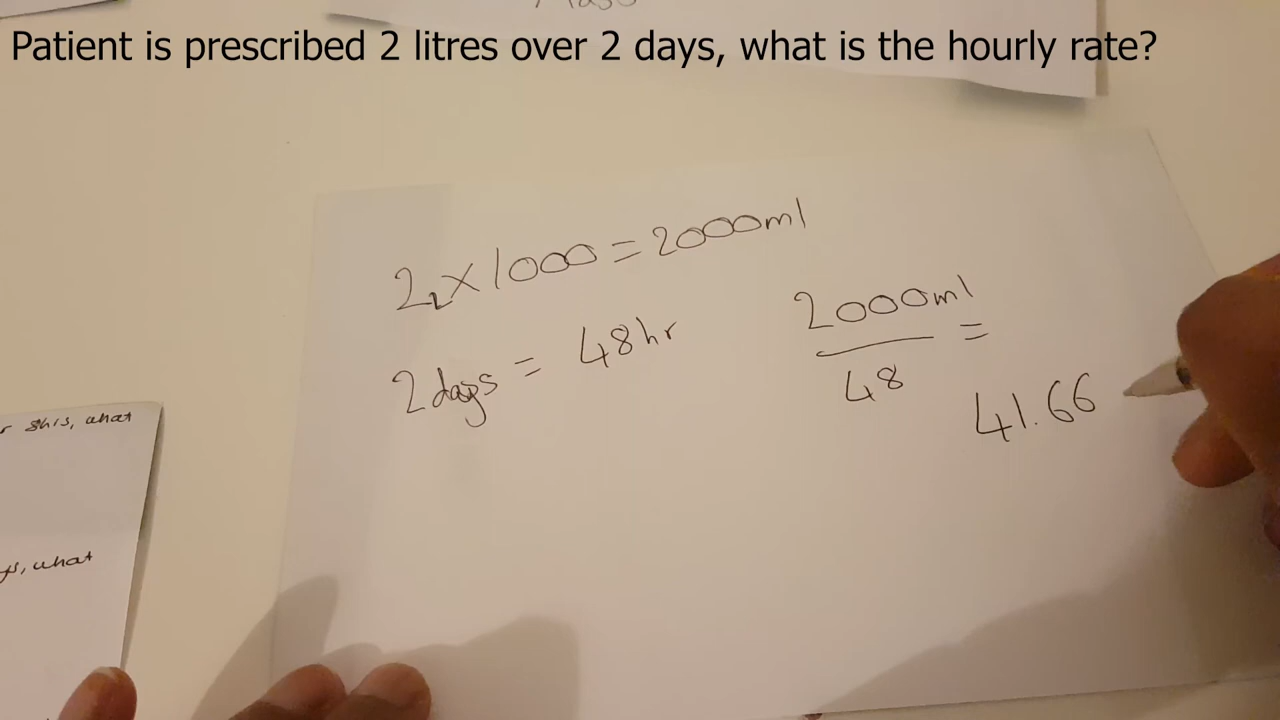 Patient is prescribed 2 litres over 2 days, what is the hourly rate?
2L x 1000 = 2000ml
2 days = 48hr
2000ml
48
=
41.66
this, what
, what